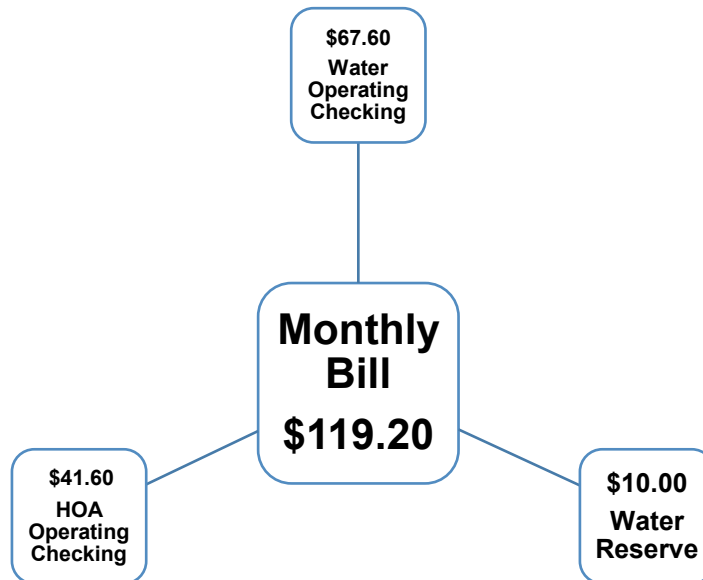 $67.60
Water
Operating
Checking
Monthly
Bill
$119.20
$41.60
HOA
Operating
Checking
$10.00
Water
Reserve